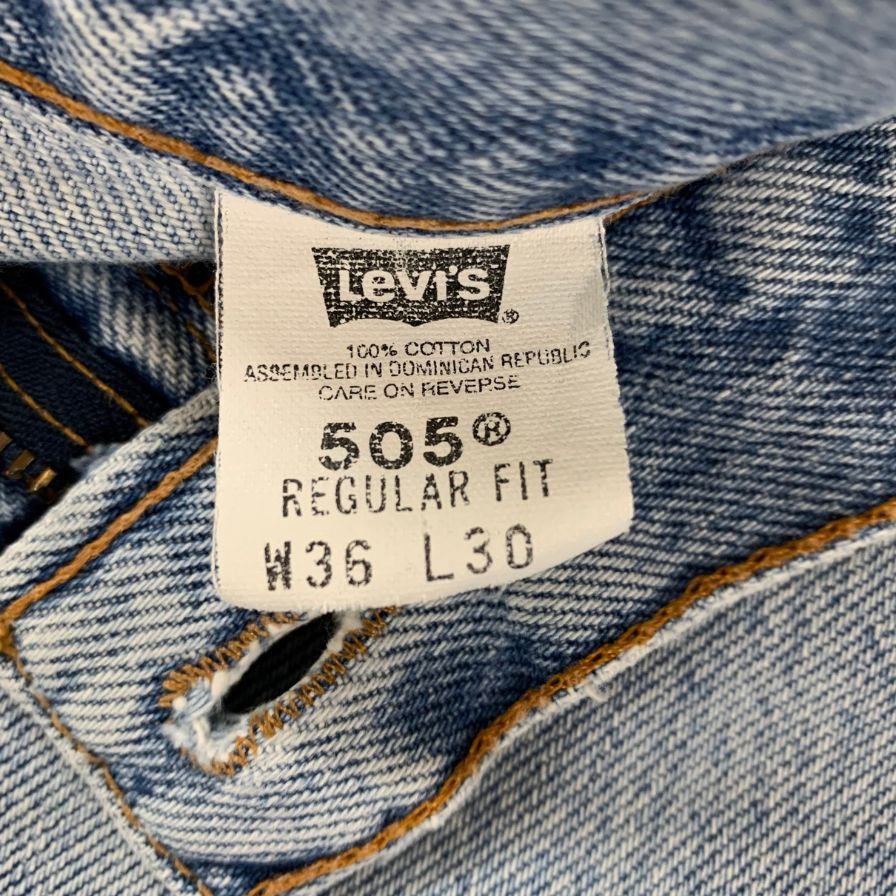 Levi's®
100% COTTON
ASSEMBLED IN DOMINICAN REPUBLIC
CARE ON REVERSE
505®
REGULAR FIT
W36 L30